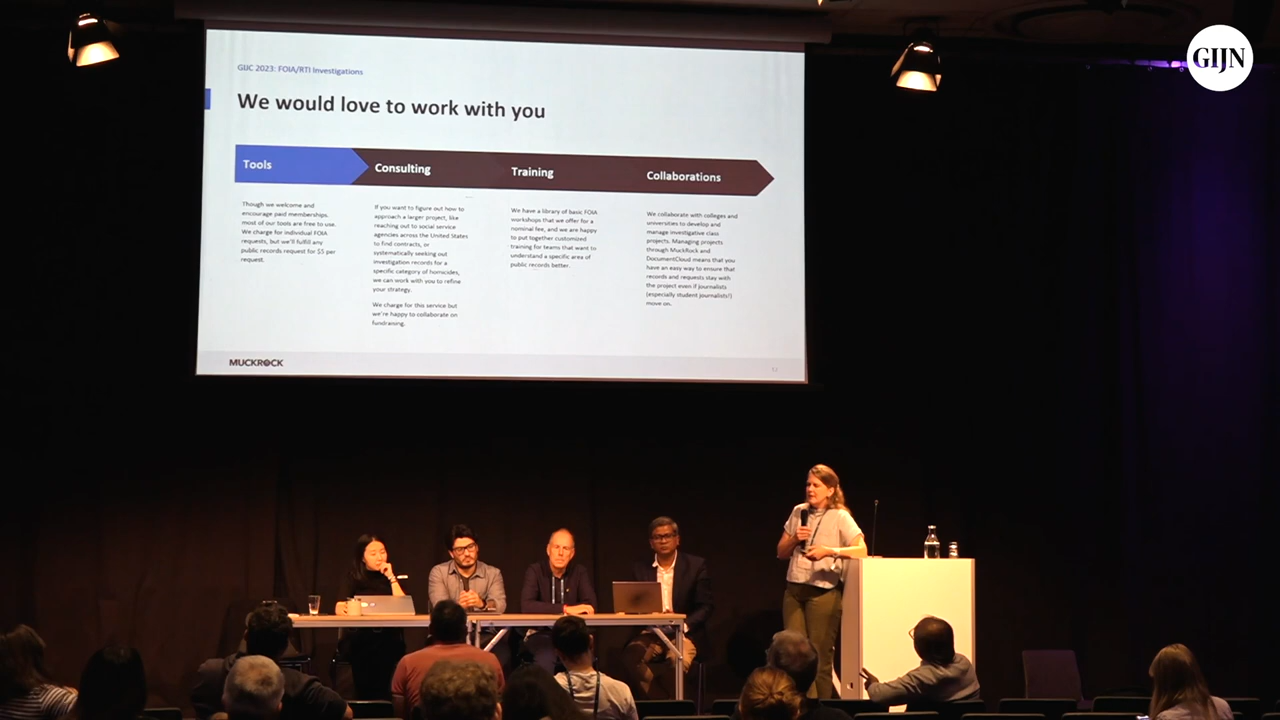 GIJN
GIJC 2023: FOIA/RTI Investigations
We would love to work with you
Tools
Consulting
Training
Collaborations
Though we welcome and
encourage paid memberships,
most of our tools are free to use.
We charge for individual FOIA
requests, but we'll fulfill any
public records request for $5 per
request.
If you want to figure out how to
approach a larger project, like
reaching out to social service
agencies across the United States
to find contracts, or
systematically seeking out
investigation records for a
specific category of homicides,
we can work with you to refine
your strategy.
We charge for this service but
we're happy to collaborate on
fundraising.
We have a library of basic FOIA
workshops that we offer for a
nominal fee, and we are happy
to put together customized
training for teams that want to
understand a specific area of
public records better.
We collaborate with colleges and
universities to develop and
manage investigative class
projects. Managing projects
through MuckRock and
DocumentCloud means that you
have an easy way to ensure that
records and requests stay with
the project even if journalists
(especially student journalists!)
move on.
MUCKROCK